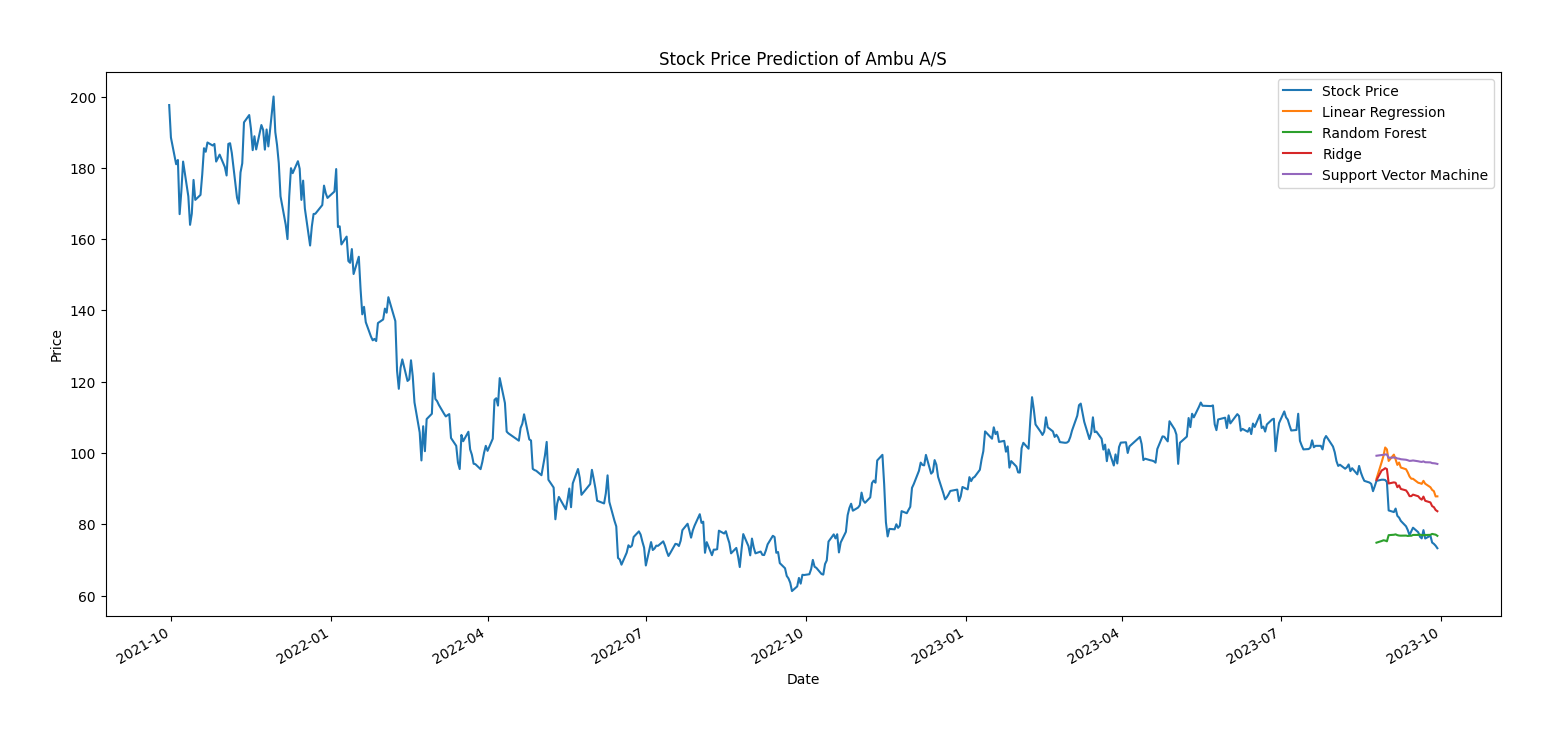 Stock Price Prediction of Ambu A/S
Stock Price
Linear Regression
Random Forest
Ridge
Support Vector Machine
Price
200
180
160
140
120
100
80
60
2021-10
2022-01
2022-04
2022-07
2022-10
2023-01
2023-04
2023-07
2023-10
Date